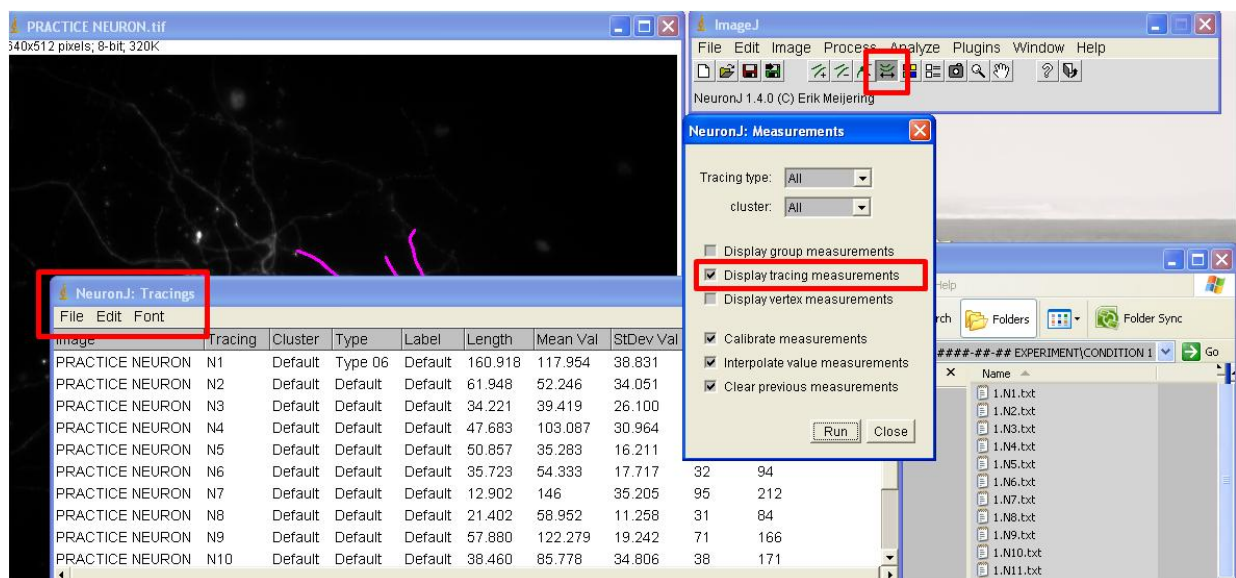 PRACTICE NEURON.tif
640x512 pixels; 8-bit; 320K
ImageJ
File Edit Image Process Analyze Plugins Window Help
NeuronJ 1.4.0 (C) Erik Meijering
NeuronJ: Measurements
Tracing type: All
cluster: All
Display group measurements
Display tracing measurements
Display vertex measurements
Calibrate measurements
Interpolate value measurements
Clear previous measurements
Run Close
NeuronJ: Tracings
File Edit Font
Image Tracing Cluster Type Label Length Mean Val StDev Val
PRACTICE NEURON N1 Default Type 06 Default 160.918 117.954 38.831
PRACTICE NEURON N2 Default Default Default 61.948 52.246 34.051
PRACTICE NEURON N3 Default Default Default 34.221 39.419 26.100
PRACTICE NEURON N4 Default Default Default 47.683 103.087 30.964
PRACTICE NEURON N5 Default Default Default 50.857 35.283 16.211
PRACTICE NEURON N6 Default Default Default 35.723 54.333 17.717 32 94
PRACTICE NEURON N7 Default Default Default 12.902 146 35.205 95 212
PRACTICE NEURON N8 Default Default Default 21.402 58.952 11.258 31 84
PRACTICE NEURON N9 Default Default Default 57.880 122.279 19.242 71 166
PRACTICE NEURON N10 Default Default Default 38.460 85.778 34.806 38 171
Help
rch Folders Folder Sync
####-##-## EXPERIMENT\CONDITION 1 Go
Name
1.N1.txt
1.N2.txt
1.N3.txt
1.N4.txt
1.N5.txt
1.N6.txt
1.N7.txt
1.N8.txt
1.N9.txt
1.N10.txt
1.N11.txt